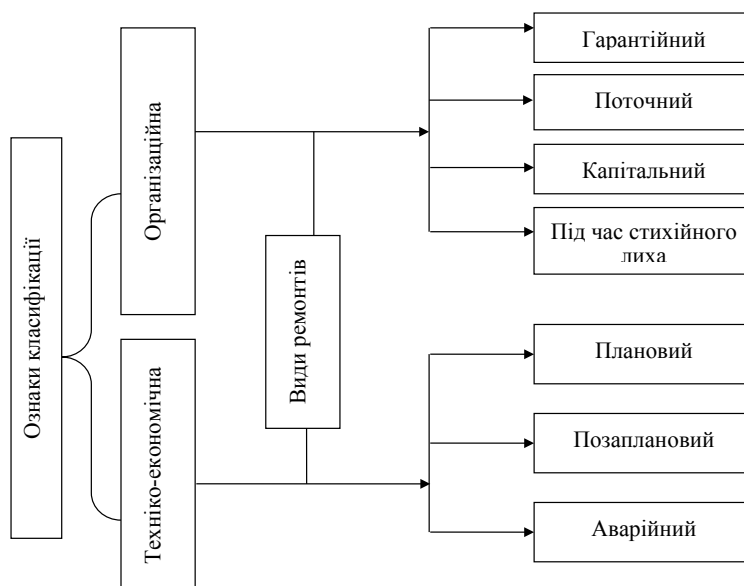 Ознаки класифікації
Організаційна
Техніко-економічна
Види ремонтів
Гарантійний
Поточний
Капітальний
Під час стихійного
лиха
Плановий
Позаплановий
Аварійний